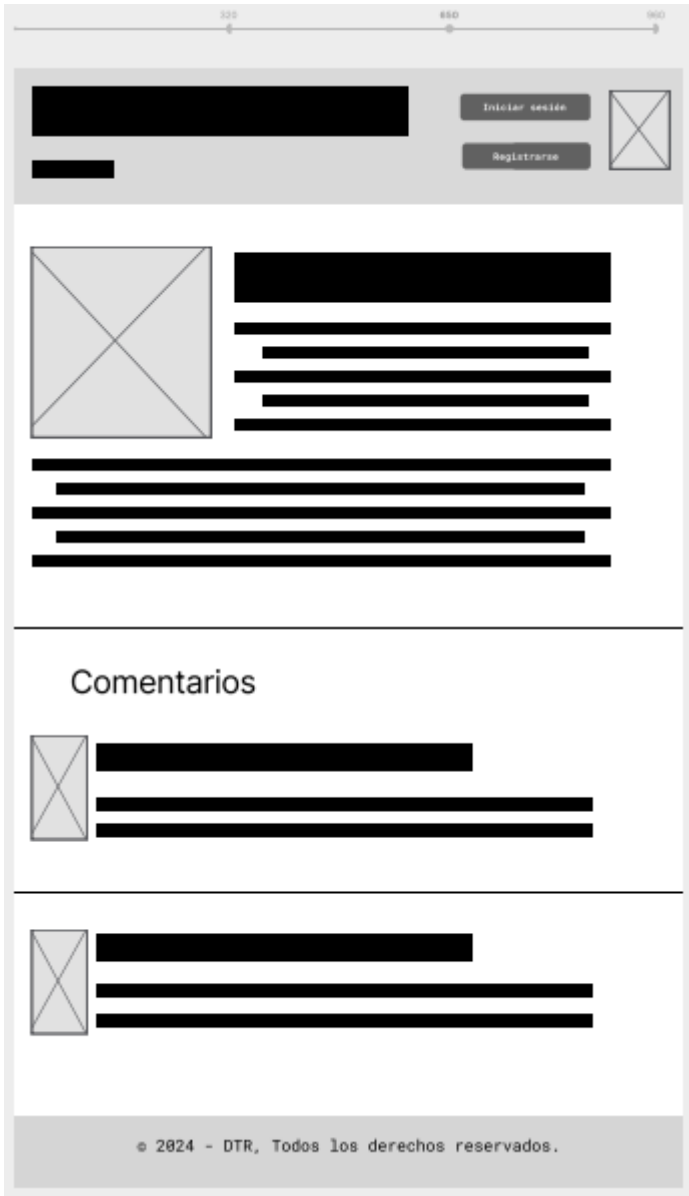 320 650 960
Iniciar sesión
Registrarse
Comentarios
© 2024 - DTR, Todos los derechos reservados.